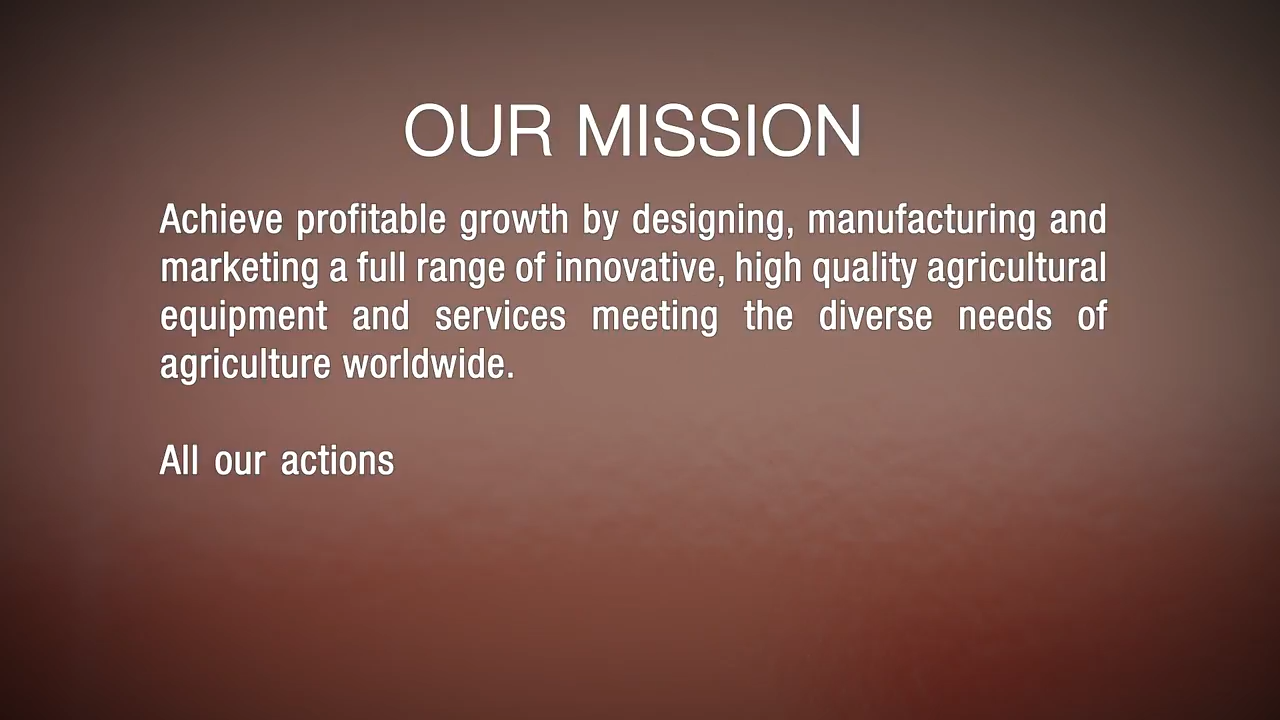 OUR MISSION
Achieve profitable growth by designing, manufacturing and
marketing a full range of innovative, high quality agricultural
equipment and services meeting the diverse needs of
agriculture worldwide.
All our actions